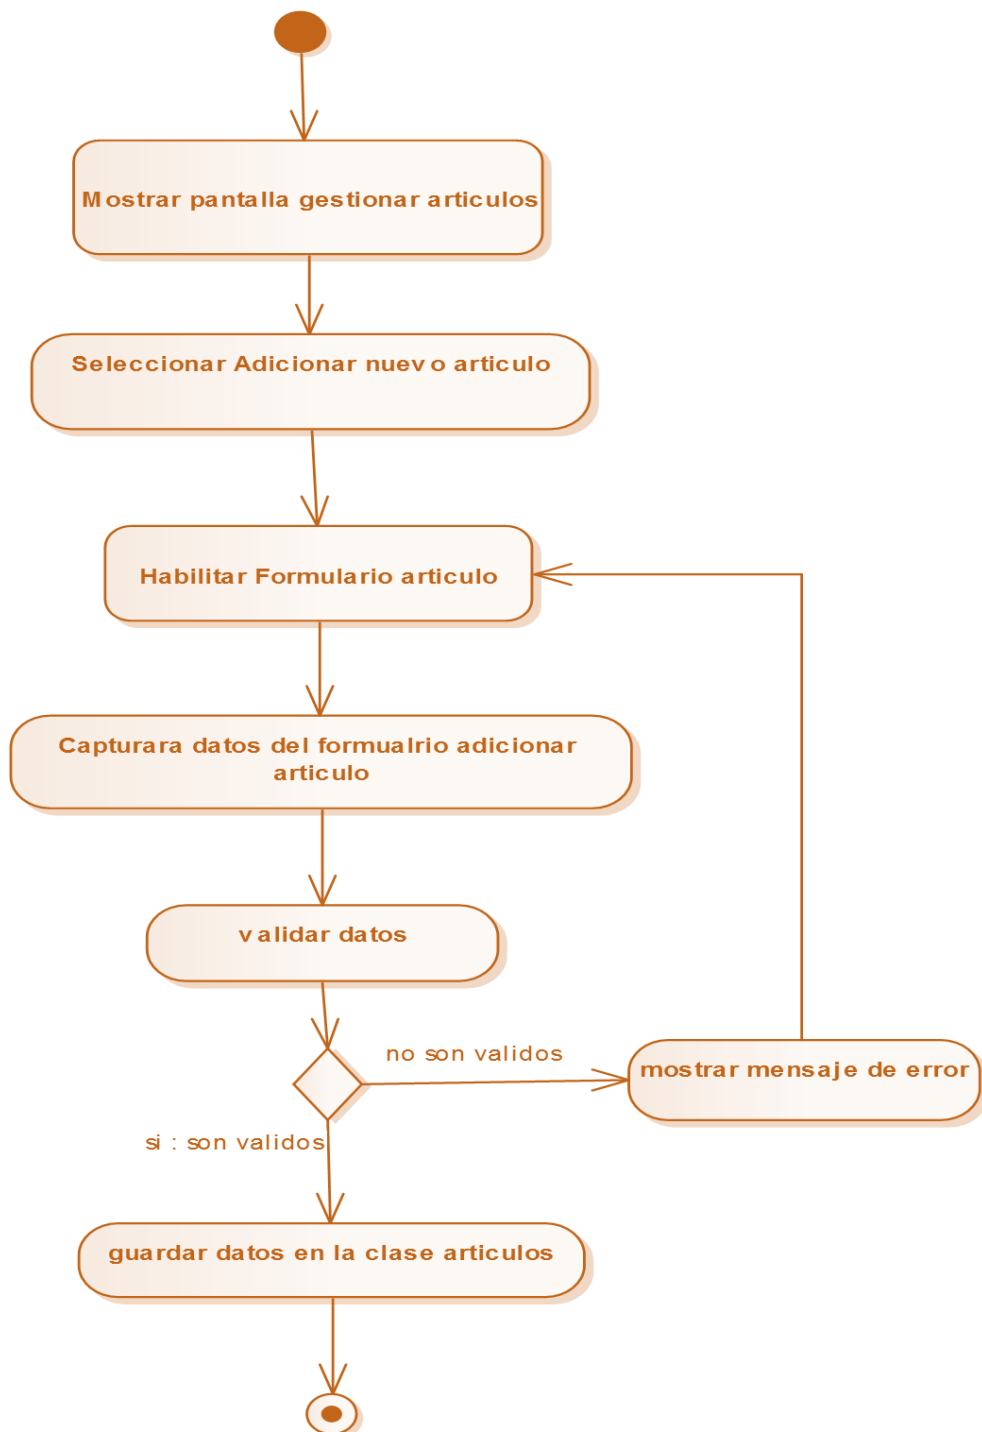 Mostrar pantalla gestionar articulos
Seleccionar Adicionar nuevo articulo
Habilitar Formulario articulo
Capturara datos del formualrio adicionar
articulo
validar datos
no son validos
mostrar mensaje de error
si : son validos
guardar datos en la clase articulos